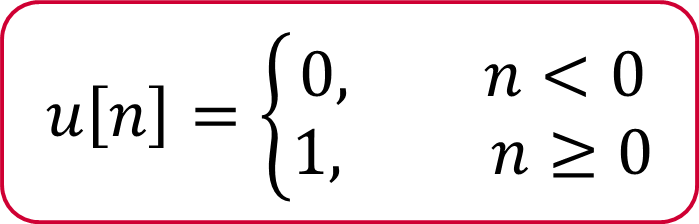 u[n] = {0, n < 0
1, n ≥ 0